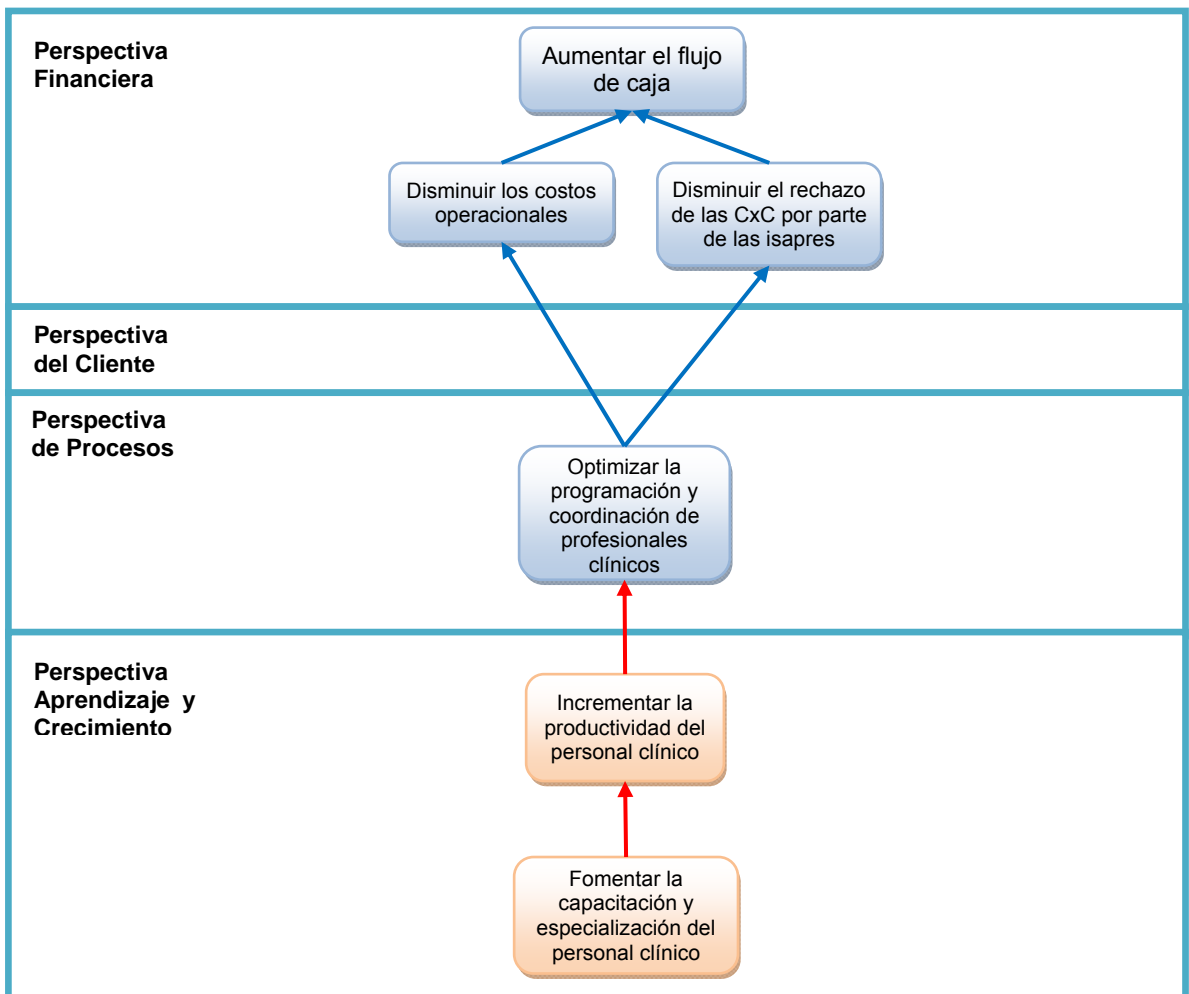 Perspectiva
Financiera
Aumentar el flujo
de caja
Disminuir los costos
operacionales
Disminuir el rechazo
de las CxC por parte
de las isapres
Perspectiva
del Cliente
Perspectiva
de Procesos
Optimizar la
programación y
coordinación de
profesionales
clínicos
Perspectiva
Aprendizaje y
Crecimiento
Incrementar la
productividad del
personal clínico
Fomentar la
capacitación y
especialización del
personal clínico